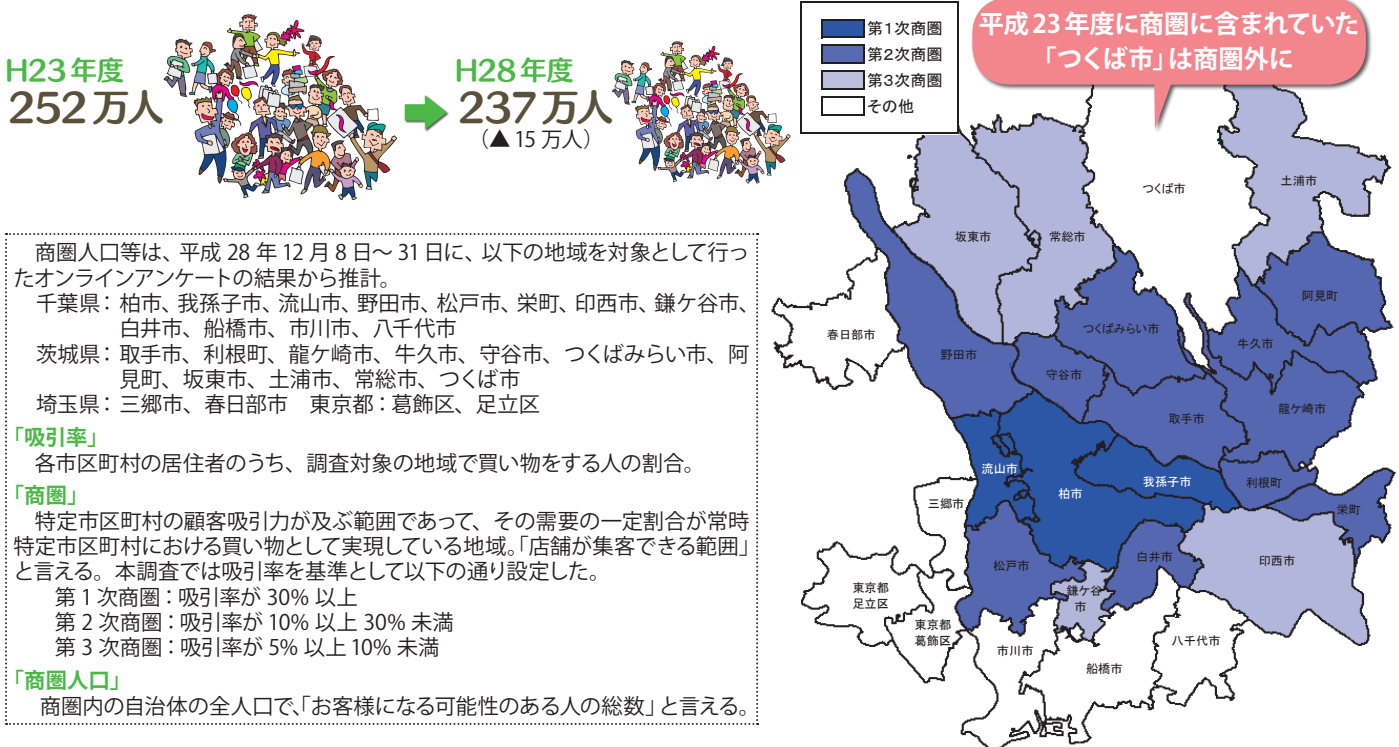 H23年度
252万人
H28年度
237万人
（▲15万人）
第1次商圏
第2次商圏
第3次商圏
その他
平成23年度に商圏に含まれていた
「つくば市」は商圏外に
商圏人口等は、平成 28 年 12 月 8 日～ 31 日に、以下の地域を対象として行っ
たオンラインアンケートの結果から推計。
千葉県：柏市、我孫子市、流山市、野田市、松戸市、栄町、印西市、鎌ケ谷市、
白井市、船橋市、市川市、八千代市
茨城県：取手市、利根町、龍ケ崎市、牛久市、守谷市、つくばみらい市、阿
見町、坂東市、土浦市、常総市、つくば市
埼玉県：三郷市、春日部市　東京都：葛飾区、足立区
「吸引率」
各市区町村の居住者のうち、調査対象の地域で買い物をする人の割合。
「商圏」
特定市区町村の顧客吸引力が及ぶ範囲であって、その需要の一定割合が常時
特定市区町村における買い物として実現している地域。「店舗が集客できる範囲」
と言える。本調査では吸引率を基準として以下の通り設定した。
第 1 次商圏：吸引率が 30% 以上
第 2 次商圏：吸引率が 10% 以上 30% 未満
第 3 次商圏：吸引率が 5% 以上 10% 未満
「商圏人口」
商圏内の自治体の全人口で、「お客様になる可能性のある人の総数」と言える。
つくば市
土浦市
坂東市
常総市
阿見町
つくばみらい市
春日部市
牛久市
野田市
守谷市
龍ケ崎市
取手市
流山市
我孫子市
利根町
柏市
三郷市
栄町
白井市
印西市
松戸市
鎌ケ谷
市
東京都
足立区
東京都
葛飾区
八千代市
市川市
船橋市